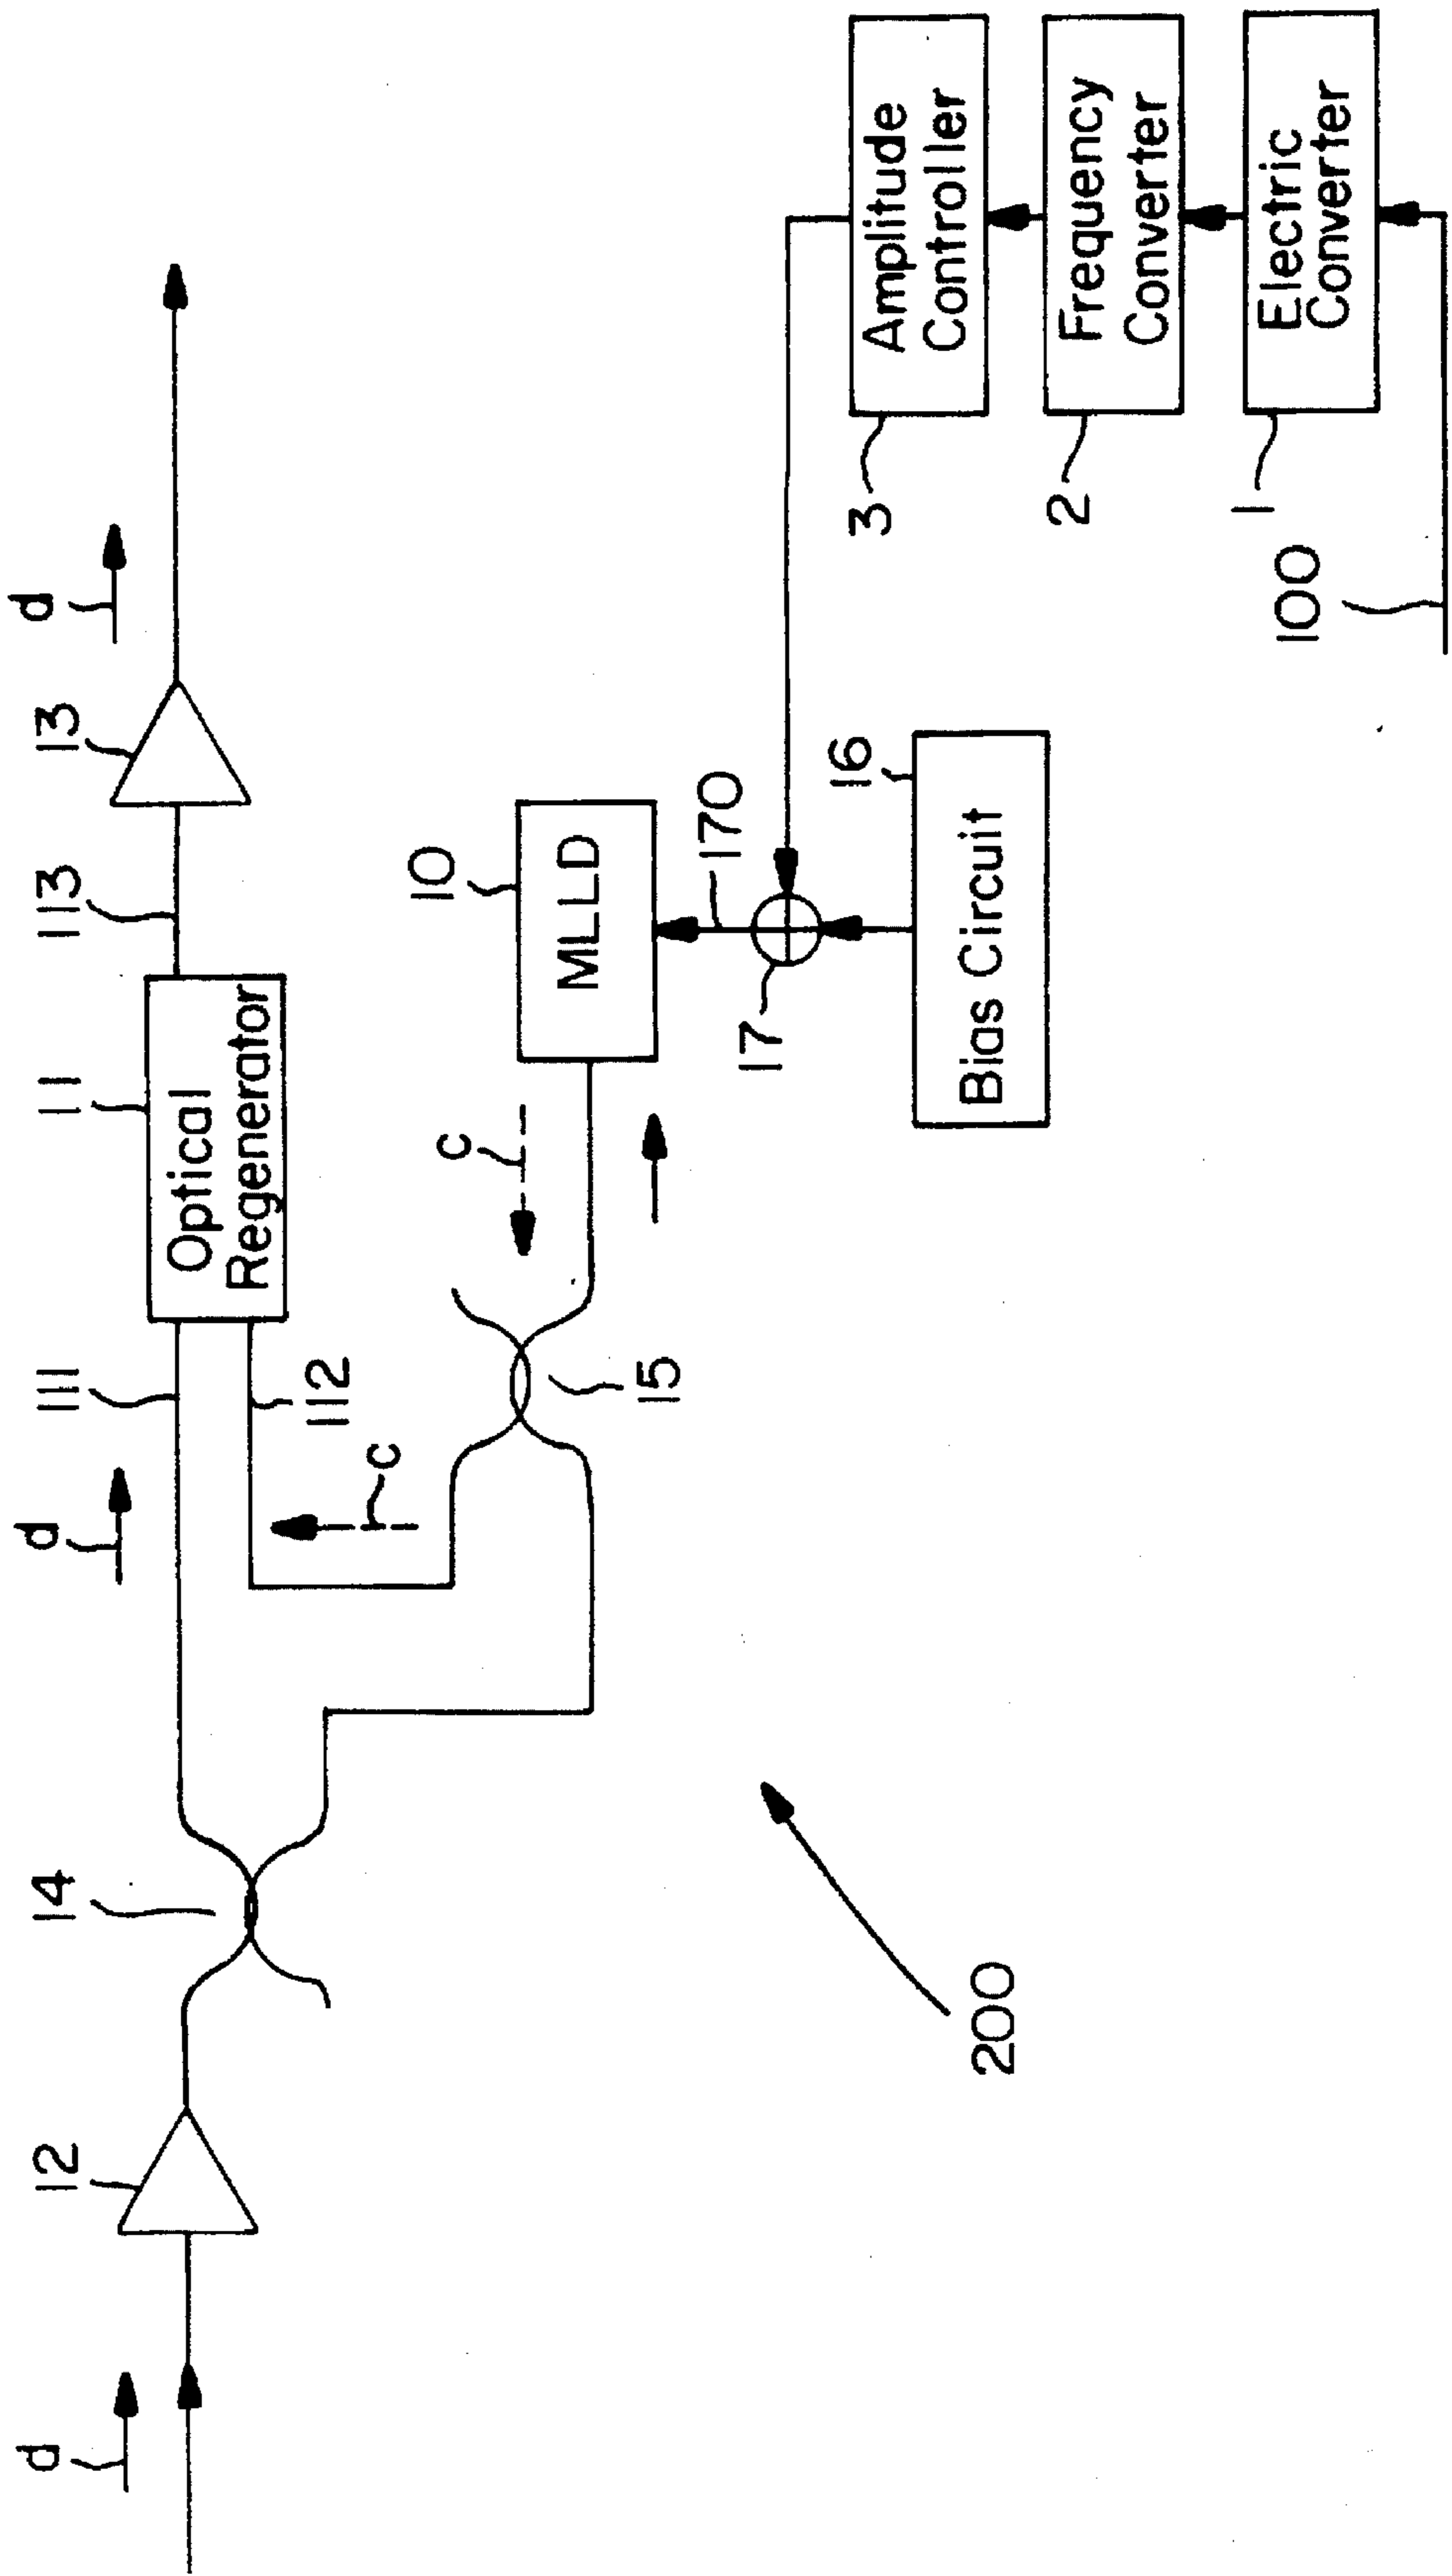 d
12
14
d
111
11
113
13
d
Optical
Regenerator
112
c
c
15
10
MLLD
170
17
16
Bias Circuit
3
Amplitude
Controller
2
Frequency
Converter
1
Electric
Converter
100
200